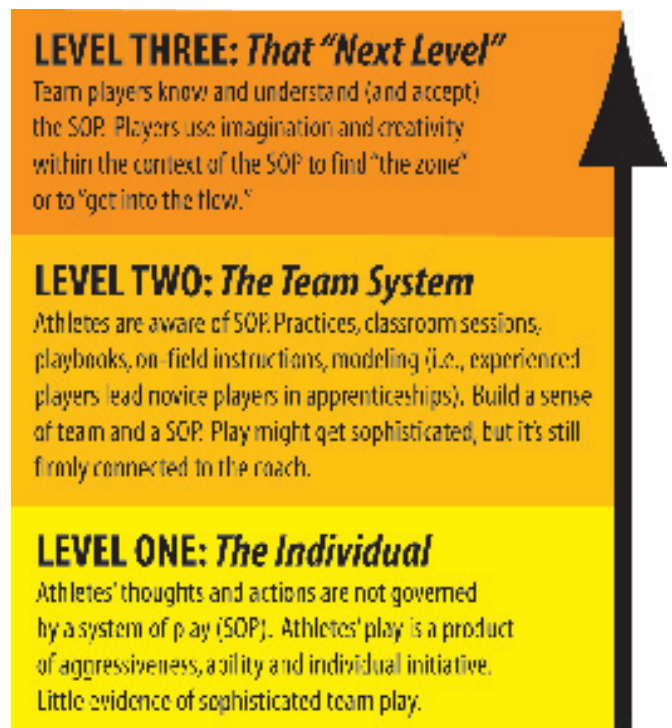 LEVEL THREE: That “Next Level”
Team players know and understand (and accept)
the SOP. Players use imagination and creativity
within the context of the SOP to find “the zone”
or to “get into the flow.”
LEVEL TWO: The Team System
Athletes are aware of SOP. Practices, classroom sessions,
playbooks, on-field instructions, modeling (i.e., experienced
players lead novice players in apprenticeships). Build a sense
of team and a SOP. Play might get sophisticated, but it’s still
firmly connected to the coach.
LEVEL ONE: The Individual
Athletes’ thoughts and actions are not governed
by a system of play (SOP). Athletes’ play is a product
of aggressiveness, ability and individual initiative.
Little evidence of sophisticated team play.